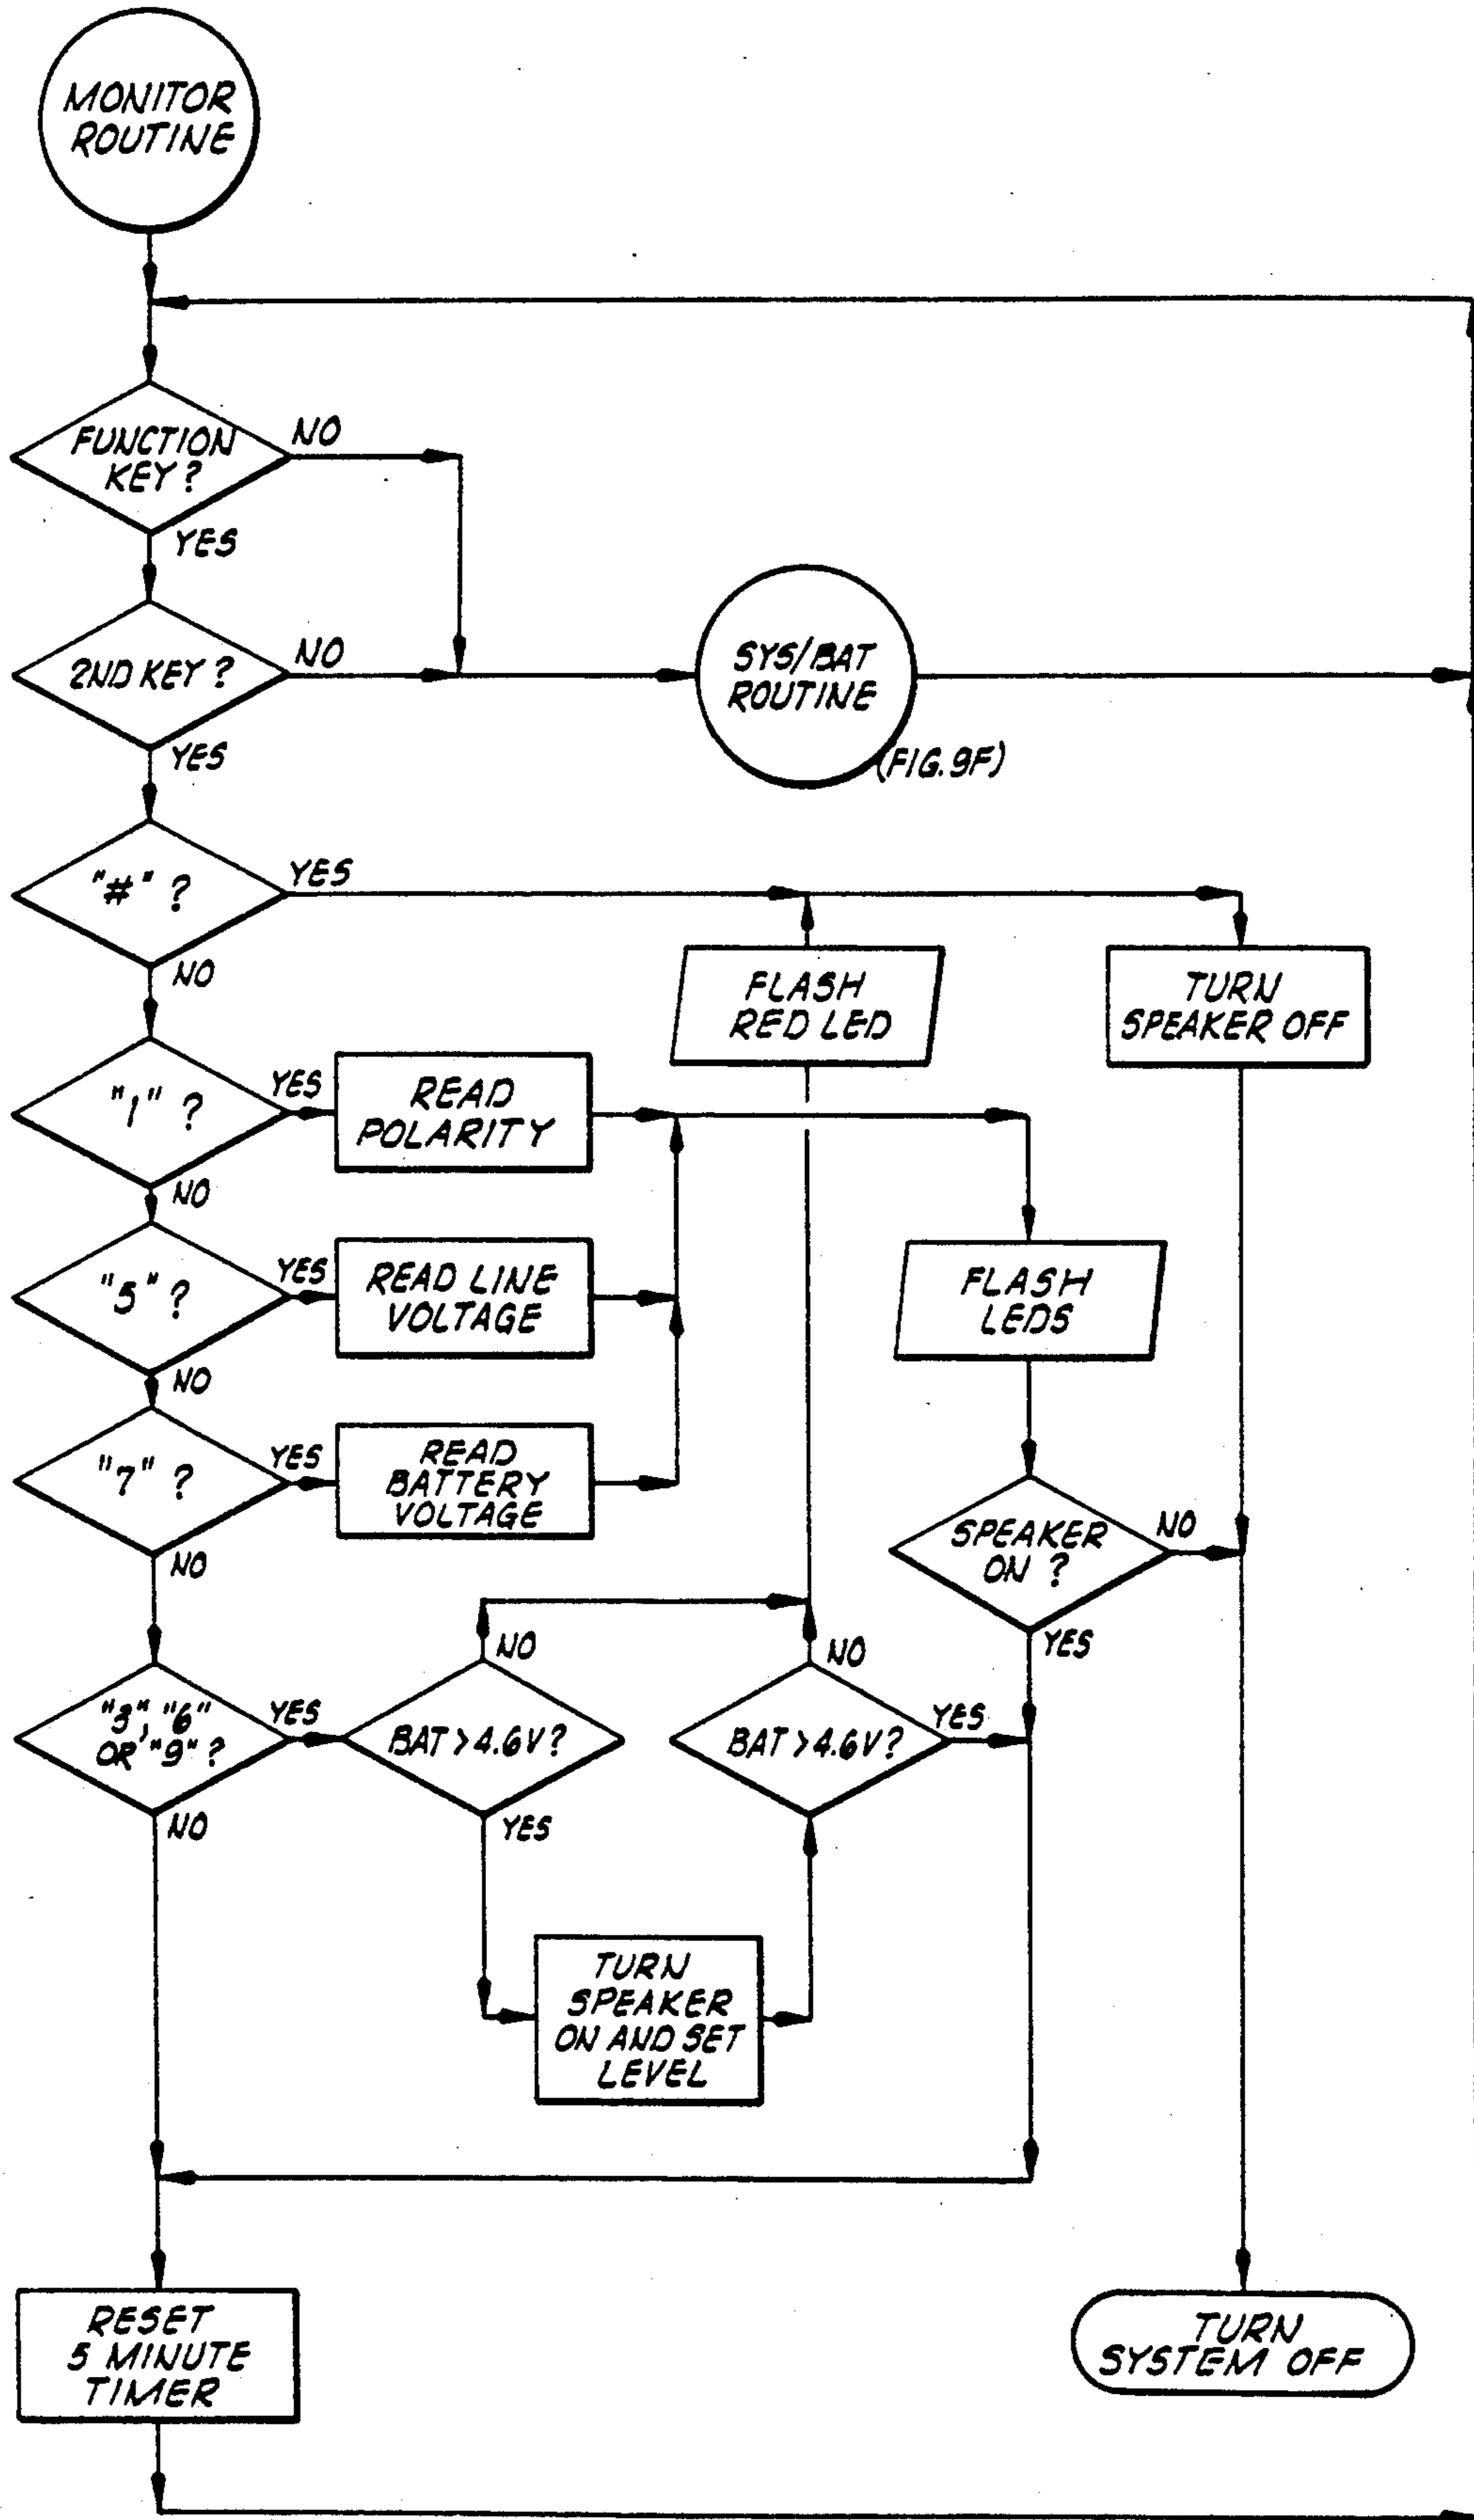 MONITOR
ROUTINE
FUNCTION
KEY?
NO
YES
2ND KEY?
NO
YES
SYS/BAT
ROUTINE
(FIG. 9F)
"#" ?
YES
NO
FLASH
RED LED
TURN
SPEAKER OFF
"1" ?
YES
NO
READ
POLARITY
"5" ?
YES
NO
READ LINE
VOLTAGE
FLASH
LEDS
"7" ?
YES
NO
READ
BATTERY
VOLTAGE
SPEAKER
ON ?
NO
YES
"3", "6"
OR "9" ?
YES
NO
BAT > 4.6V?
NO
YES
BAT > 4.6V?
NO
YES
TURN
SPEAKER
ON AND SET
LEVEL
RESET
5 MINUTE
TIMER
TURN
SYSTEM OFF